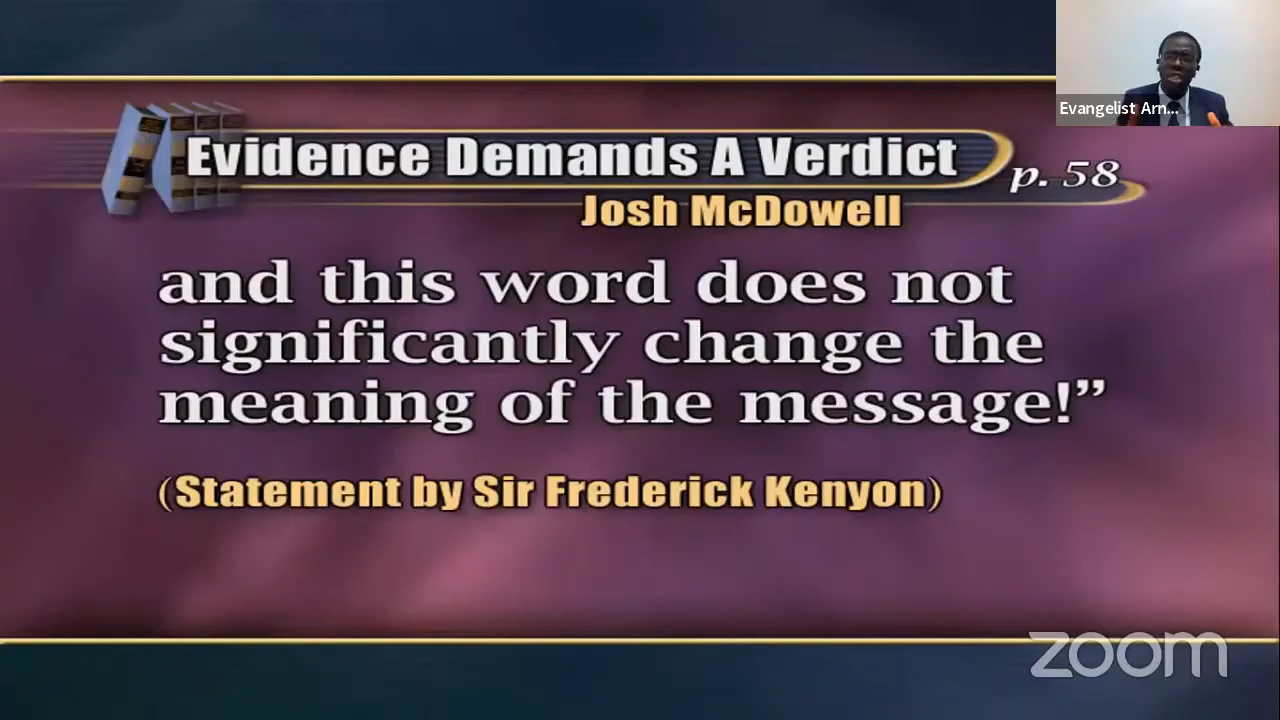 Evidence Demands A Verdict
p. 58
Josh McDowell
and this word does not
significantly change the
meaning of the message!”
(Statement by Sir Frederick Kenyon)
Evangelist Arn...
zoom